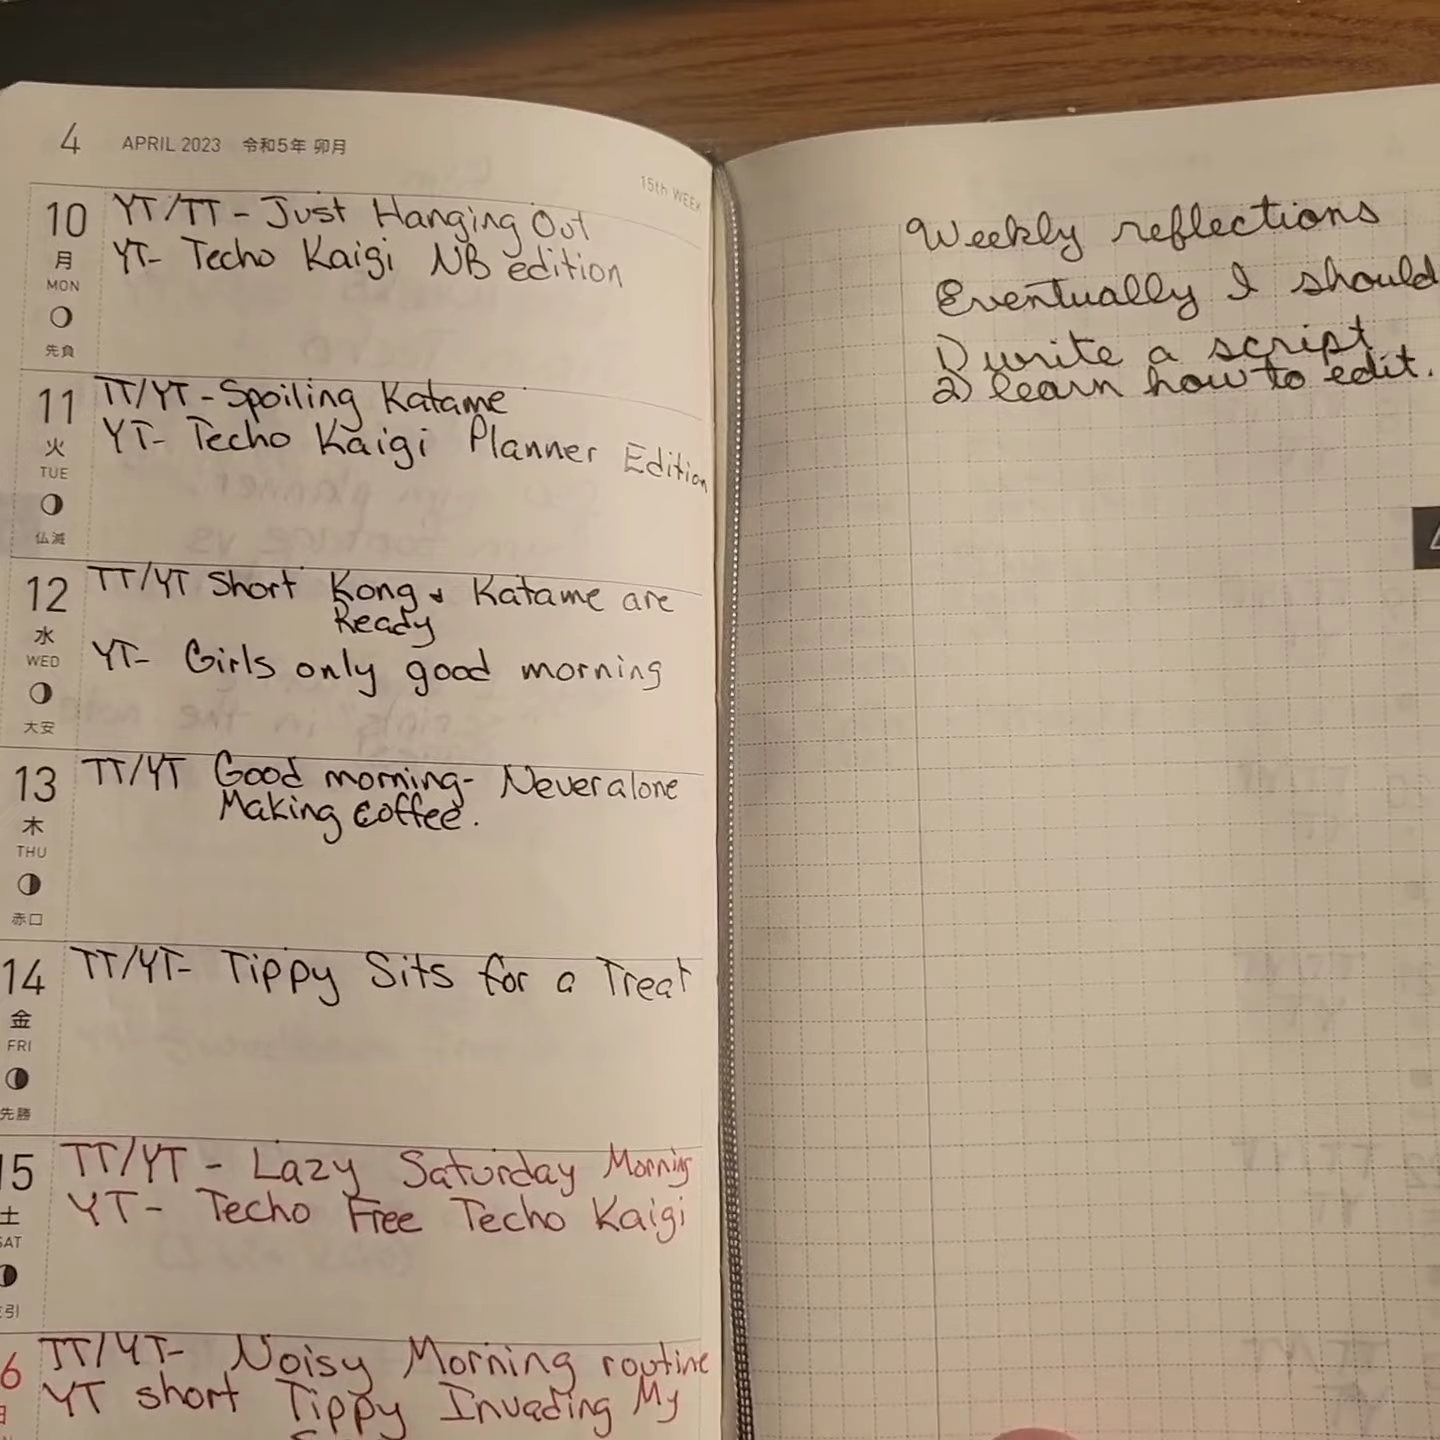 4 APRIL 2023 令和5年 卯月
15th WEEK
10 YT/TT - Just Hanging Out
月 YT- Techo Kaigi NB edition
MON
先負
11 TT/YT - Spoiling Katame
火 YT- Techo Kaigi Planner Edition
TUE
仏滅
12 TT/YT Short Kong & Katame are
Ready
水
WED YT- Girls only good morning
大安
13 TT/YT Good morning- Never alone
Making coffee.
木
THU
赤口
14 TT/YT- Tippy Sits for a Treat
金
FRI
先勝
15 TT/YT - Lazy Saturday Morning
土 YT- Techo Free Techo Kaigi
SAT
引
6 TT/YT- Noisy Morning routine
YT short Tippy Invading My
Weekly reflections
Eventually I should
1) write a script
2) learn how to edit.